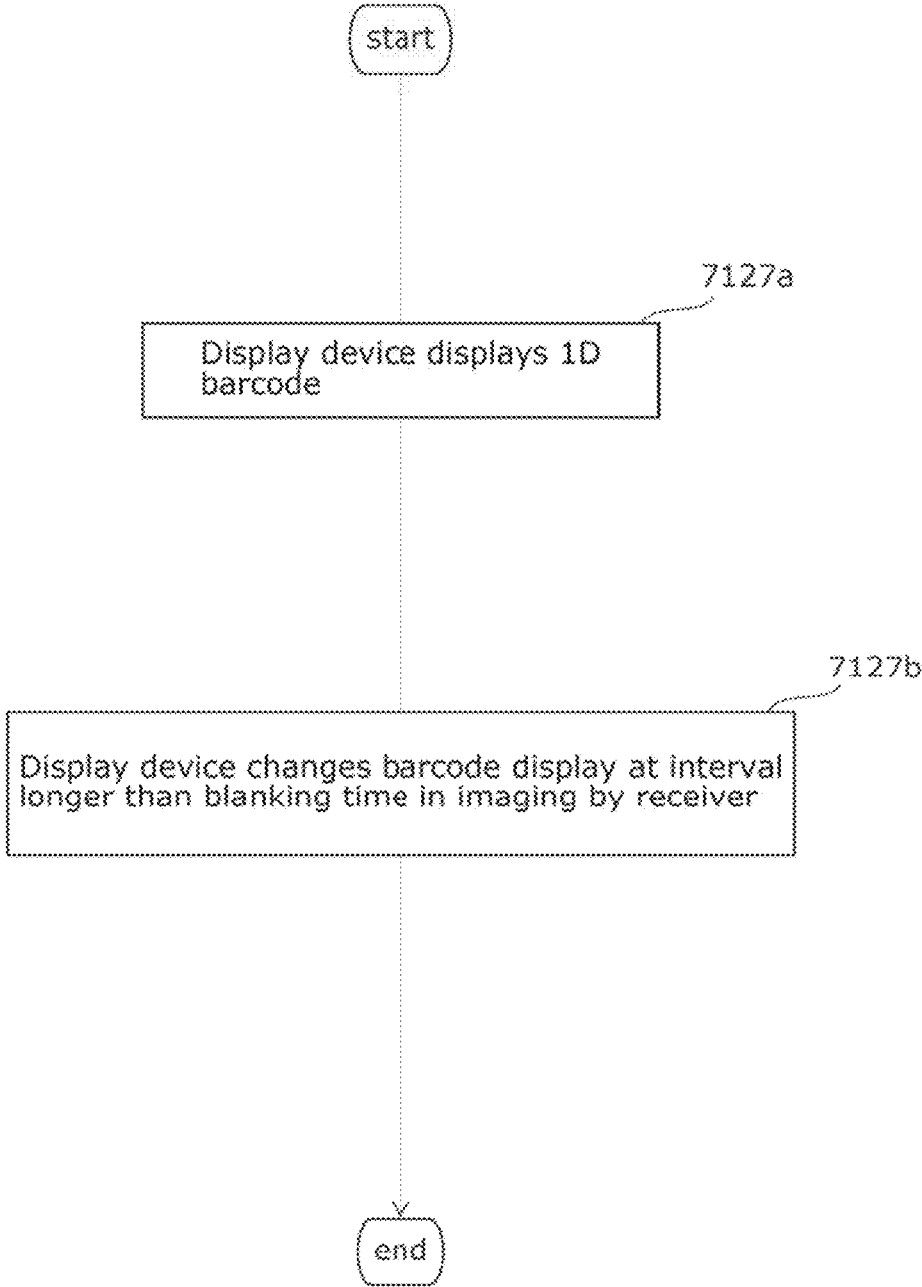 start
7127a
Display device displays 1D
barcode
7127b
Display device changes barcode display at interval
longer than blanking time in imaging by receiver
end